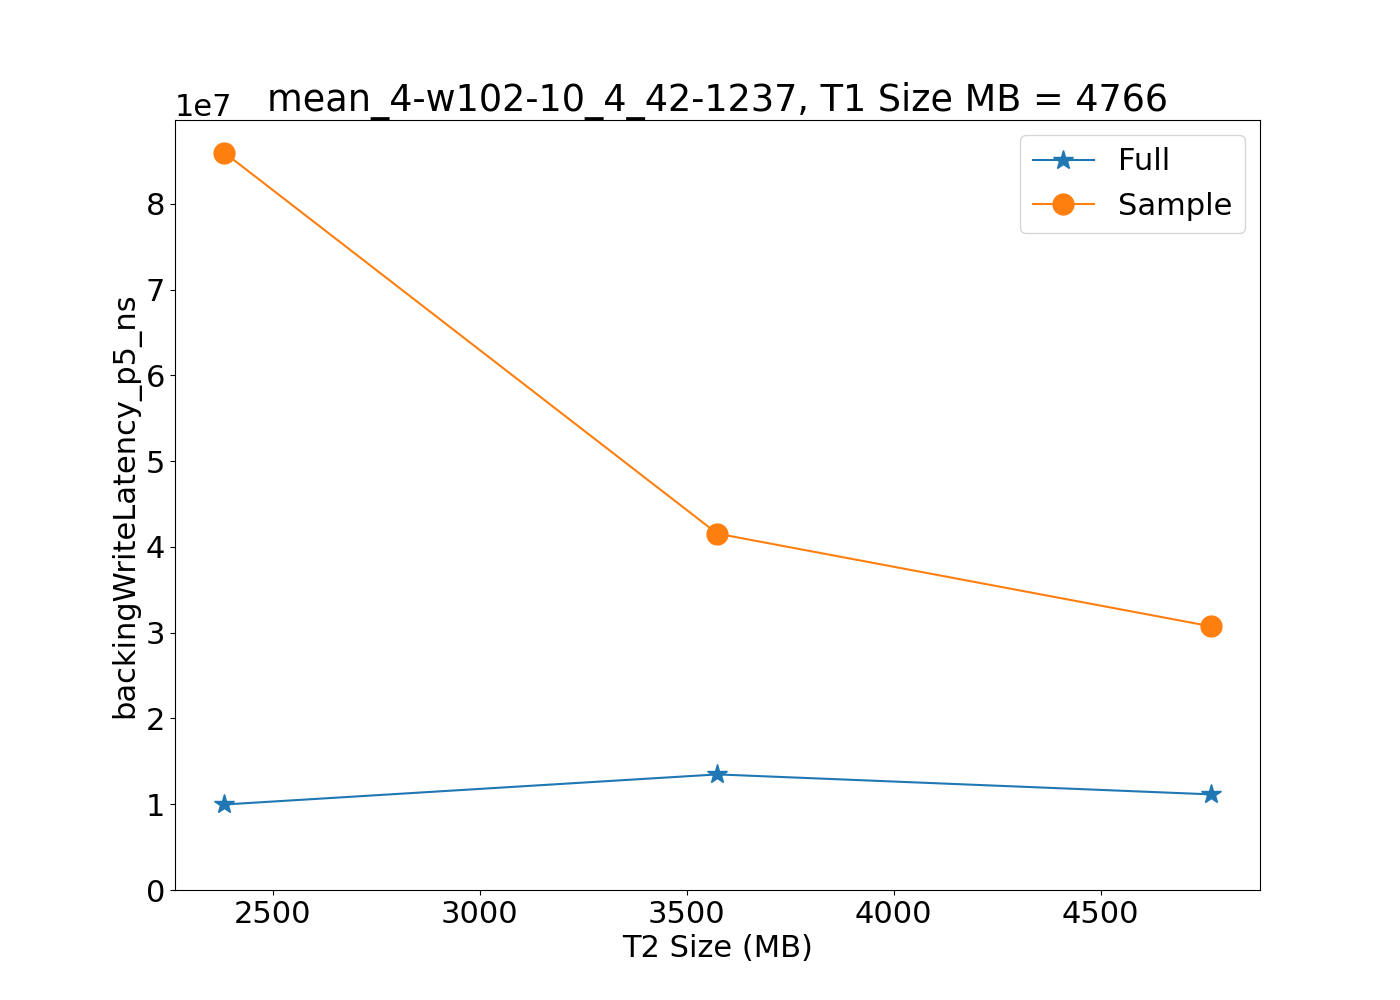 1e7
mean_4-w102-10_4_42-1237, T1 Size MB = 4766
Full
Sample
backingWriteLatency_p5_ns
8
7
6
5
4
3
2
1
0
2500 3000 3500 4000 4500
T2 Size (MB)